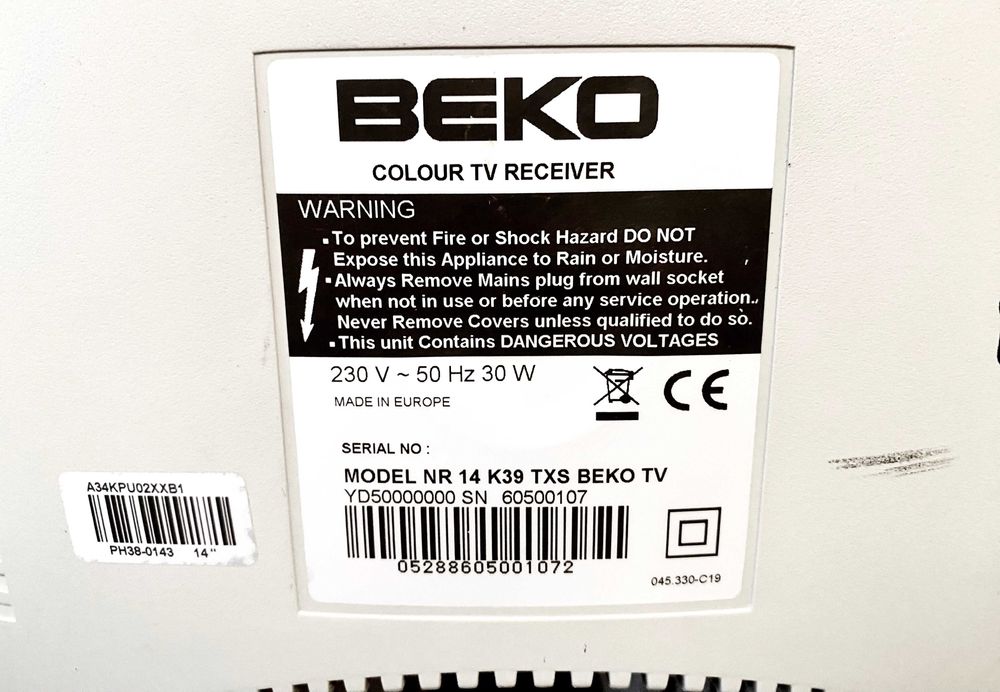 BEKO
COLOUR TV RECEIVER
WARNING
▪To prevent Fire or Shock Hazard DO NOT
Expose this Appliance to Rain or Moisture.
▪Always Remove Mains plug from wall socket
when not in use or before any service operation..
Never Remove Covers unless qualified to do sò.
▪This unit Contains DANGEROUS VOLTAGES
230 V ~ 50 Hz 30 W
MADE IN EUROPE
CE
SERIAL NO :
MODEL NR 14 K39 TXS BEKO TV
YD50000000 SN 60500107
05288605001072
045.330-C19
A34KPU02XXB1
PH38-0143 14"